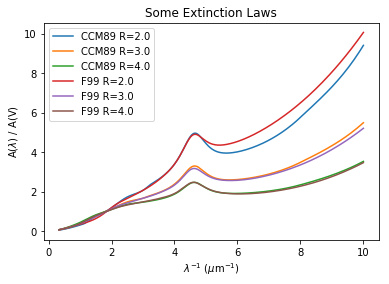 Some Extinction Laws
CCM89 R=2.0
CCM89 R=3.0
CCM89 R=4.0
F99 R=2.0
F99 R=3.0
F99 R=4.0
A(λ) / A(V)
10
8
6
4
2
0
0 2 4 6 8 10
λ⁻¹ (μm⁻¹)